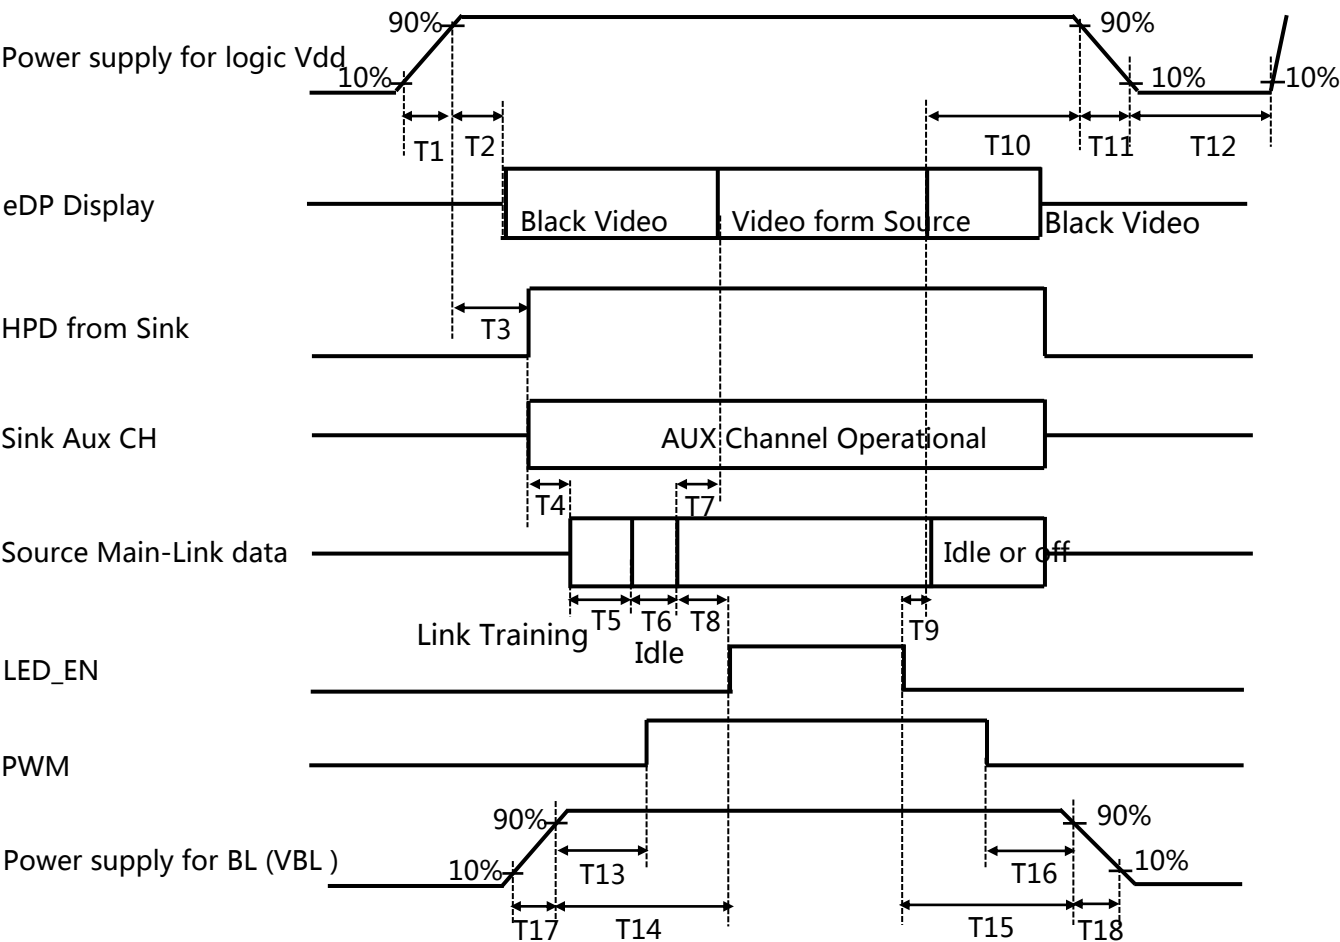 90%
90%
Power supply for logic Vdd
10%
10%
10%
T1
T2
T10
T11
T12
eDP Display
Black Video
Video form Source
Black Video
HPD from Sink
T3
Sink Aux CH
AUX Channel Operational
T4
T7
Source Main-Link data
Idle or off
Link Training
T5
T6
T8
T9
Idle
LED_EN
PWM
90%
90%
Power supply for BL (VBL )
10%
10%
T13
T16
T17
T14
T15
T18